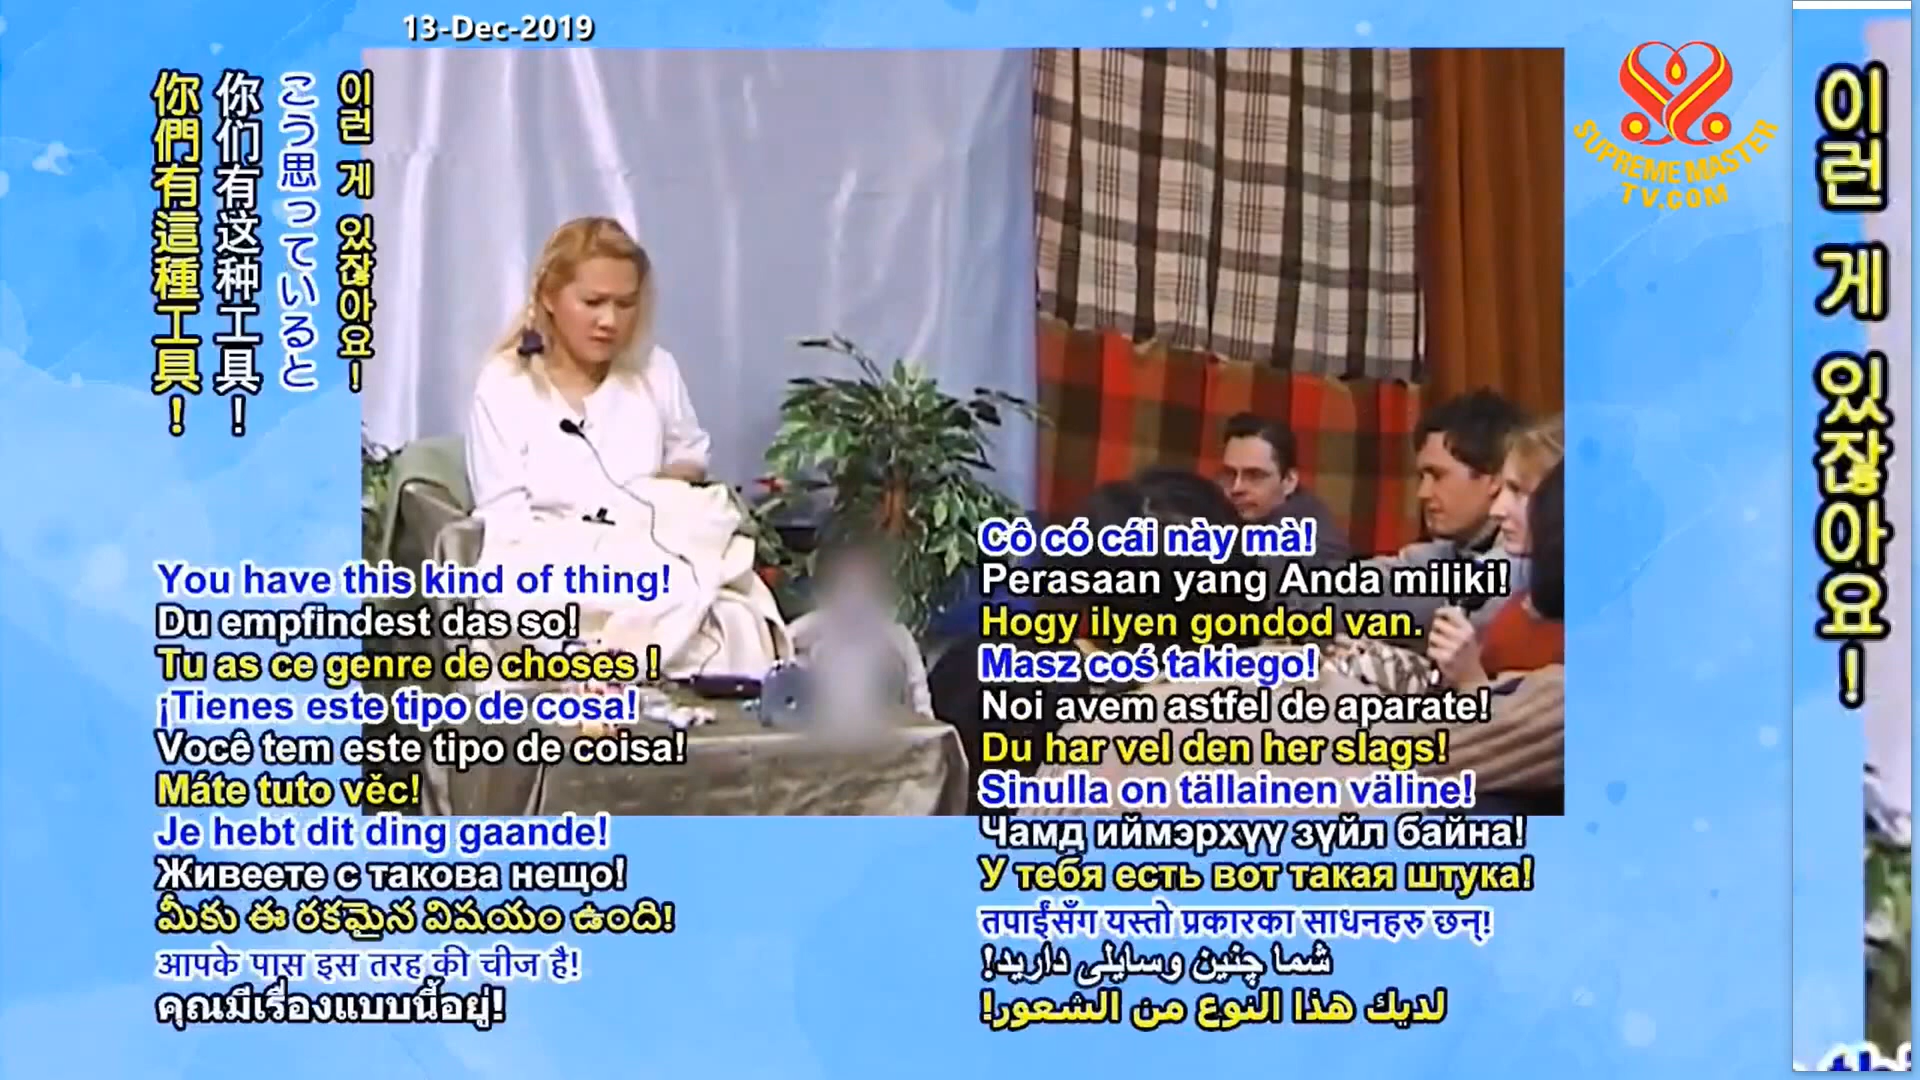 13-Dec-2019
你們有這種工具！
你们有这种工具！
こう思っていると
이런 게 있잖아요!
SUPREME MASTER
TV.COM
You have this kind of thing!
Du empfindest das so!
Tu as ce genre de choses !
¡Tienes este tipo de cosa!
Você tem este tipo de coisa!
Máte tuto věc!
Je hebt dit ding gaande!
Живеете с такова нещо!
మీకు ఈ రకమైన విషయం ఉంది!
आपके पास इस तरह की चीज है!
คุณมีเรื่องแบบนี้อยู่!
Cô có cái này mà!
Perasaan yang Anda miliki!
Hogy ilyen gondod van.
Masz coś takiego!
Noi avem astfel de aparate!
Du har vel den her slags!
Sinulla on tällainen väline!
Чамд иймэрхүү зүйл байна!
У тебя есть вот такая штука!
तपाईंसँग यस्तो प्रकारका साधनहरु छन्!
شما چنین وسایلی دارید!
لديك هذا النوع من الشعور!
이런 게 있잖아요!